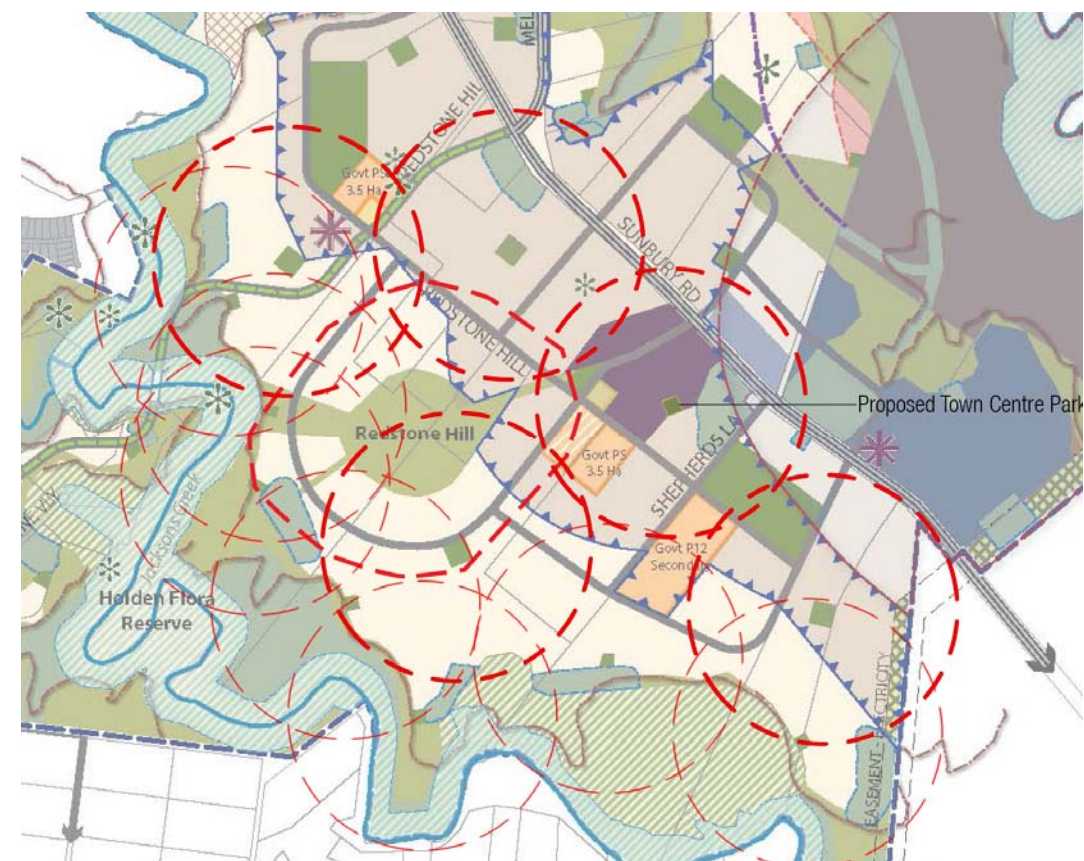 MEL
REDSTONE HIL
Govt PS
3.5 Ha
SUNBURY RD
REDSTONE HILL
Proposed Town Centre Park
Redstone Hill
Govt PS
3.5 Ha
SHEPHERDS LA
Govt P12
Secondary
Jacksons Creek
Holden Flora
Reserve
EASEMENT - ELECTRICITY